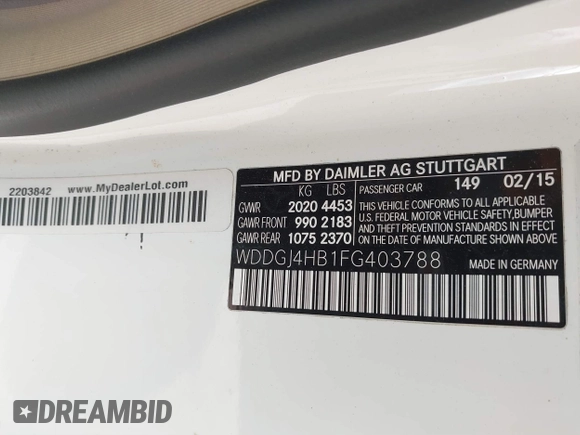 2203842 www.MyDealerLot.com
MFD BY DAIMLER AG STUTTGART
KG LBS PASSENGER CAR 149 02/15
GVWR 2020 4453
GAWR FRONT 990 2183
GAWR REAR 1075 2370
THIS VEHICLE CONFORMS TO ALL APPLICABLE
U.S. FEDERAL MOTOR VEHICLE SAFETY,BUMPER
AND THEFT PREVENTION STANDARDS IN EFFECT
ON THE DATE OF MANUFACTURE SHOWN ABOVE.
WDDGJ4HB1FG403788
MADE IN GERMANY
DREAMBID